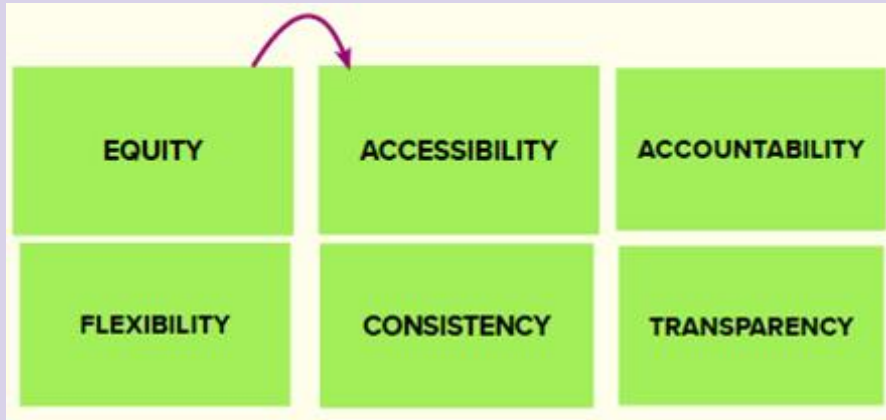 EQUITY
ACCESSIBILITY
ACCOUNTABILITY
FLEXIBILITY
CONSISTENCY
TRANSPARENCY